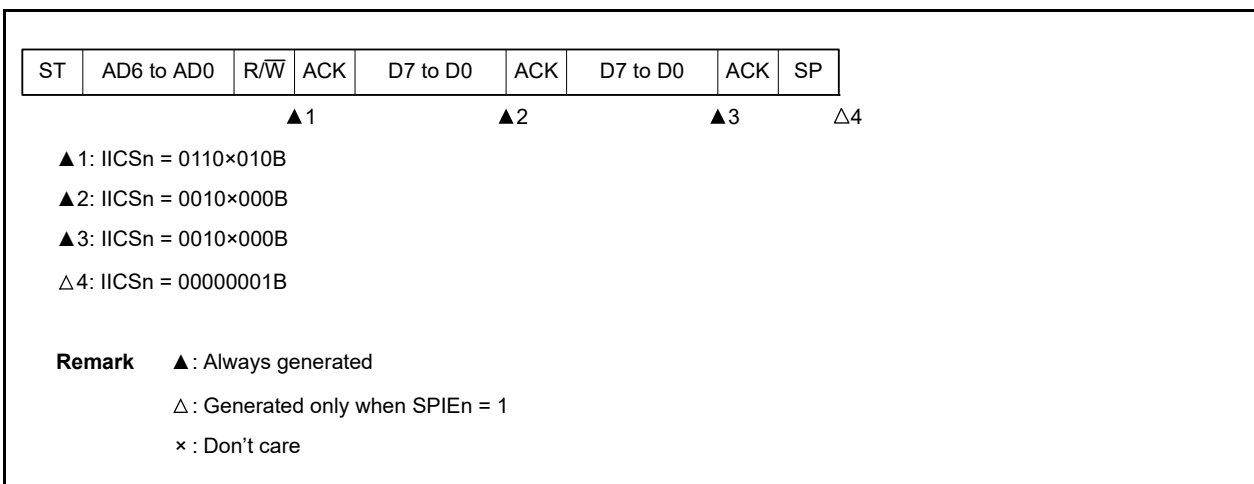 ST AD6 to AD0 R/W̅ ACK D7 to D0 ACK D7 to D0 ACK SP
▲1 ▲2 ▲3 △4
▲1: IICSn = 0110×010B
▲2: IICSn = 0010×000B
▲3: IICSn = 0010×000B
△4: IICSn = 00000001B
Remark ▲: Always generated
△: Generated only when SPIEn = 1
×: Don’t care